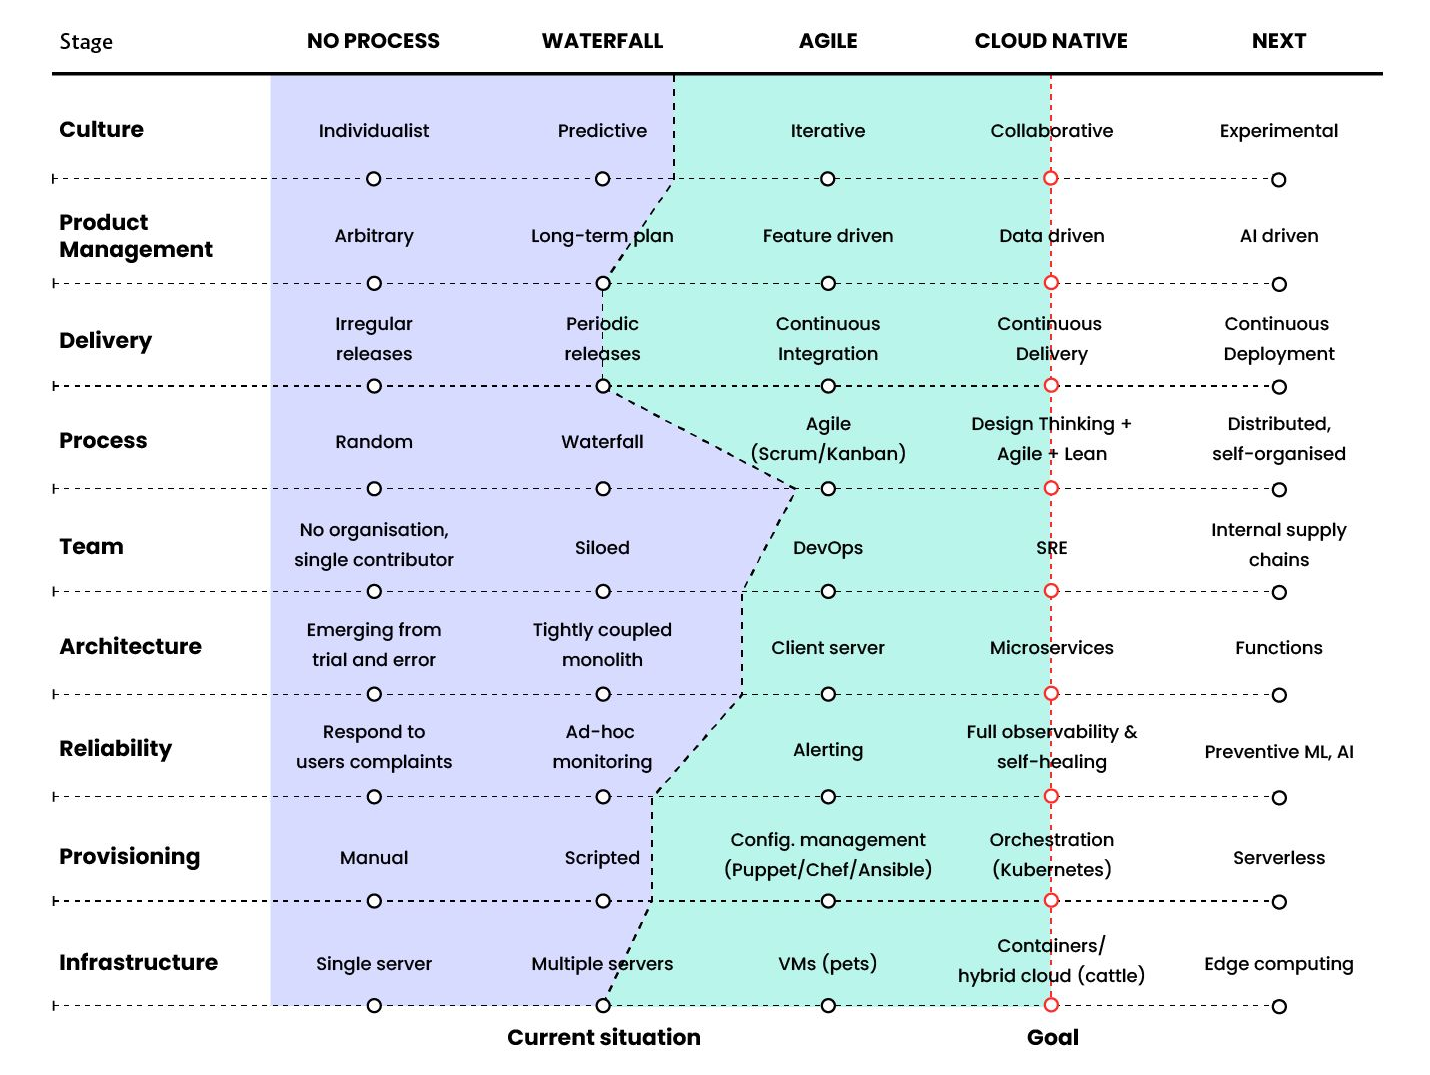 Stage NO PROCESS WATERFALL AGILE CLOUD NATIVE NEXT
Culture Individualist Predictive Iterative Collaborative Experimental
Product
Management Arbitrary Long-term plan Feature driven Data driven AI driven
Delivery Irregular Periodic Continuous Continuous Continuous
releases releases Integration Delivery Deployment
Process Random Waterfall Agile Design Thinking + Distributed,
(Scrum/Kanban) Agile + Lean self-organised
Team No organisation, Siloed DevOps SRE Internal supply
single contributor chains
Architecture Emerging from Tightly coupled Client server Microservices Functions
trial and error monolith
Reliability Respond to Ad-hoc Alerting Full observability & Preventive ML, AI
users complaints monitoring self-healing
Provisioning Manual Scripted Config. management Orchestration Serverless
(Puppet/Chef/Ansible) (Kubernetes)
Infrastructure Single server Multiple servers VMs (pets) Containers/ Edge computing
hybrid cloud (cattle)
Current situation Goal